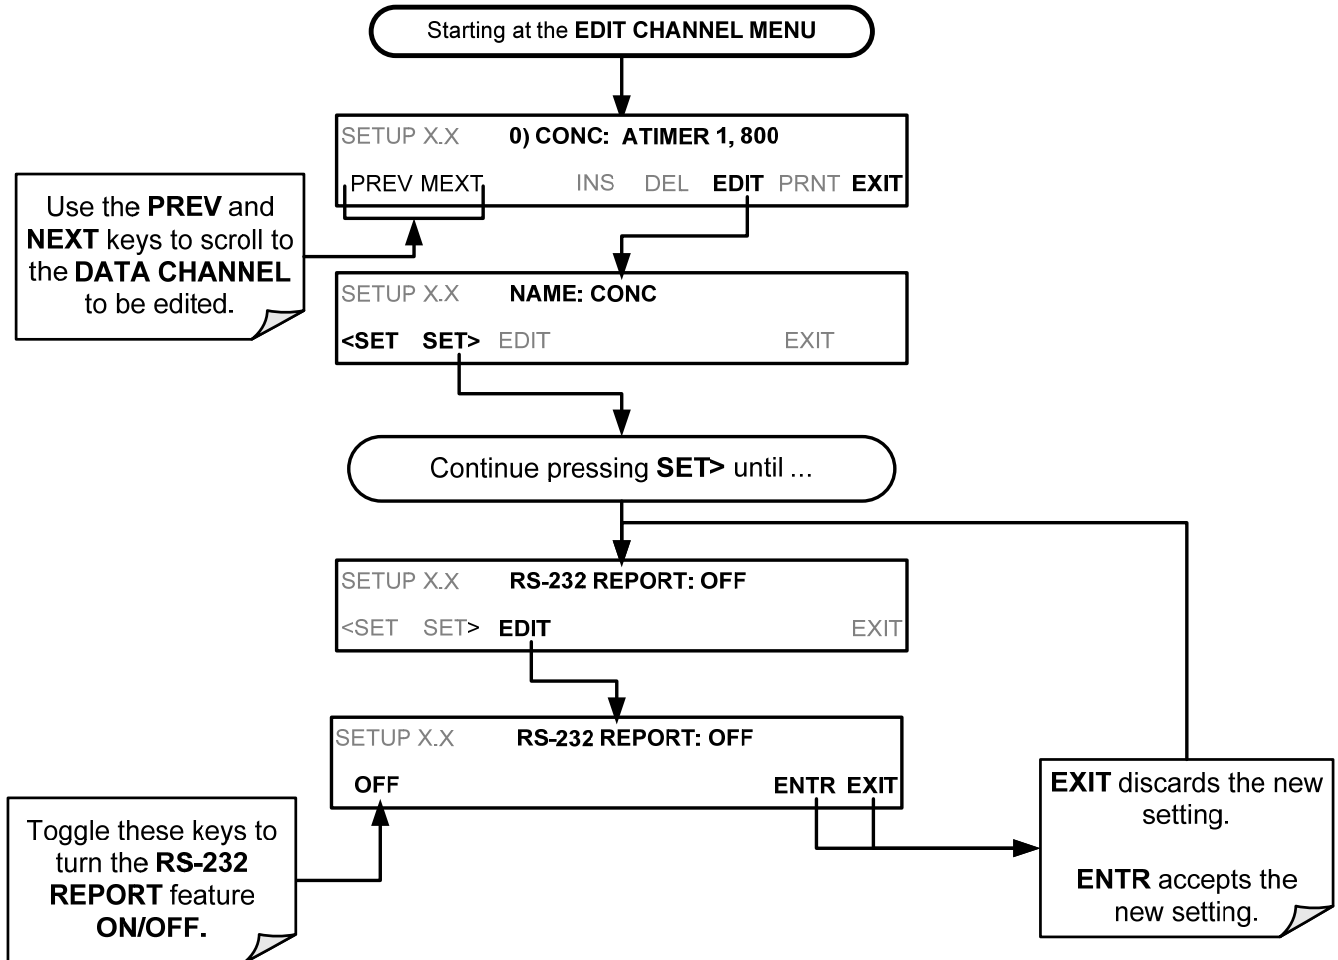 Starting at the EDIT CHANNEL MENU
SETUP X.X 0) CONC: ATIMER 1, 800
PREV MEXT INS DEL EDIT PRNT EXIT
Use the PREV and
NEXT keys to scroll to
the DATA CHANNEL
to be edited.
SETUP X.X NAME: CONC
<SET SET> EDIT EXIT
Continue pressing SET> until ...
SETUP X.X RS-232 REPORT: OFF
<SET SET> EDIT EXIT
SETUP X.X RS-232 REPORT: OFF
OFF ENTR EXIT
Toggle these keys to
turn the RS-232
REPORT feature
ON/OFF.
EXIT discards the new
setting.
ENTR accepts the
new setting.